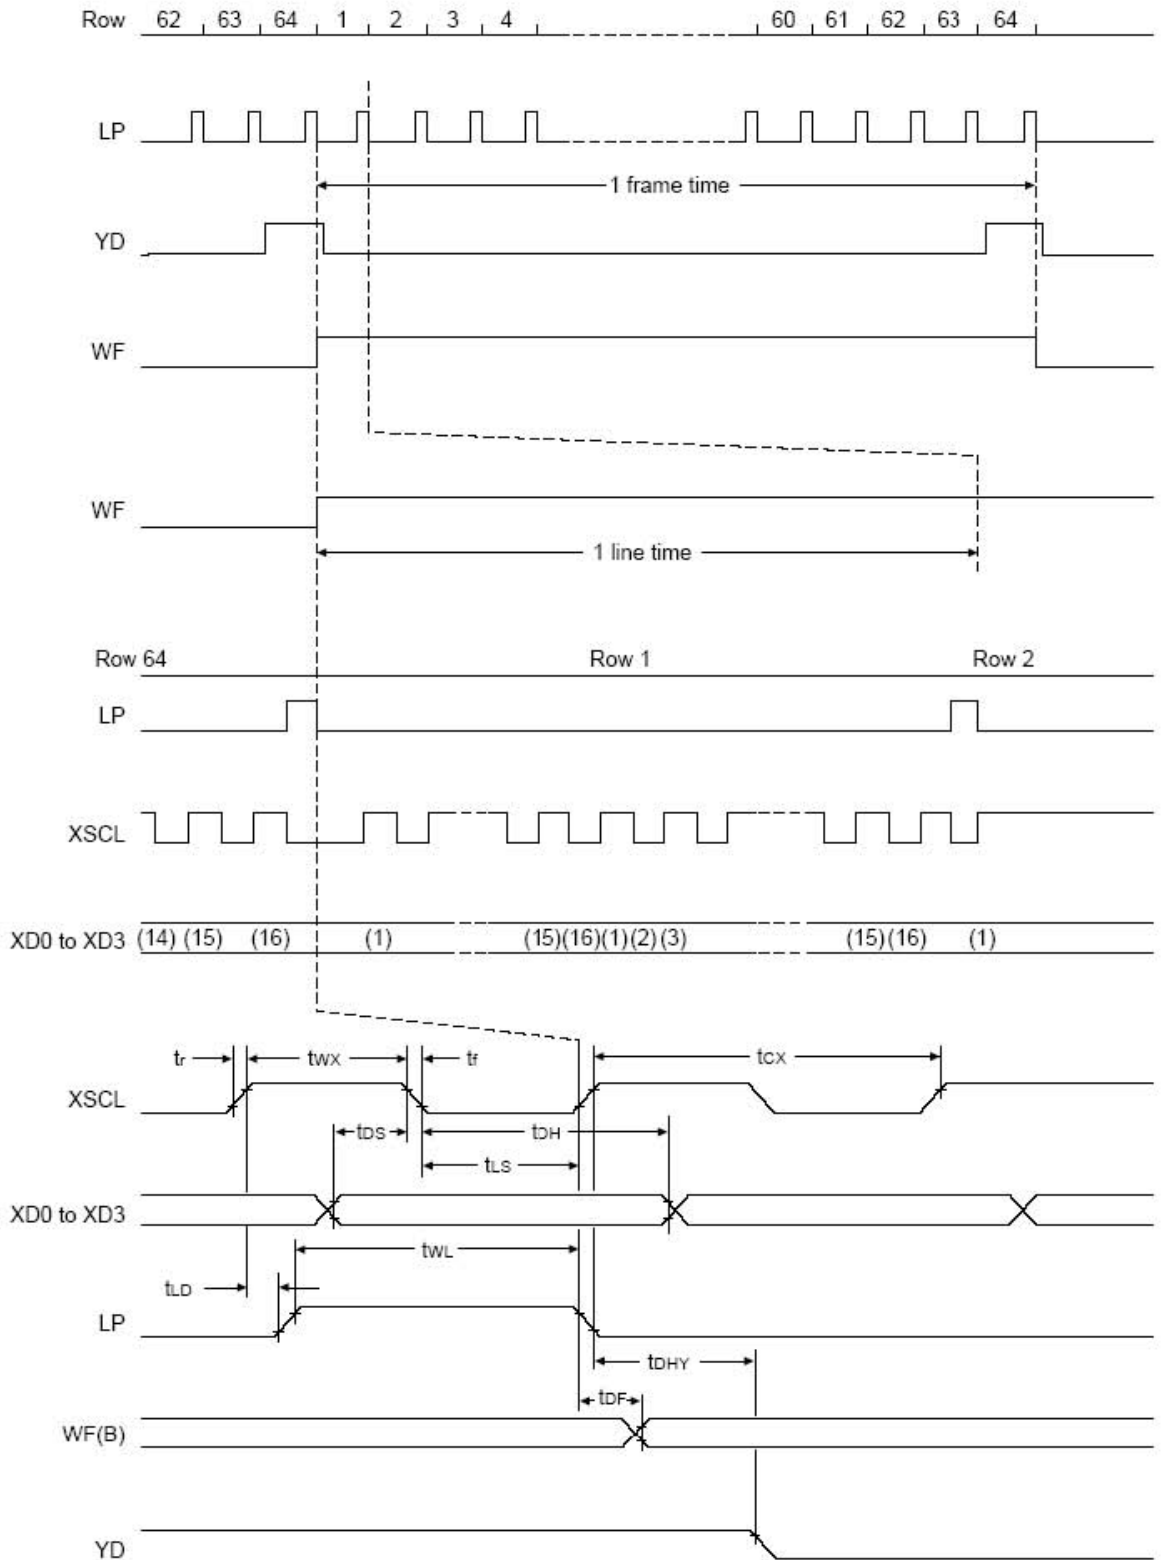 Row 62 63 64 1 2 3 4 60 61 62 63 64
LP
1 frame time
YD
WF
WF
1 line time
Row 64 Row 1 Row 2
LP
XSCL
XD0 to XD3 (14) (15) (16) (1) (15)(16)(1)(2)(3) (15)(16) (1)
tr tWX tf tCX
XSCL
tDS tDH
tLS
XD0 to XD3
tWL
tLD
LP
tDHY
tDF
WF(B)
YD